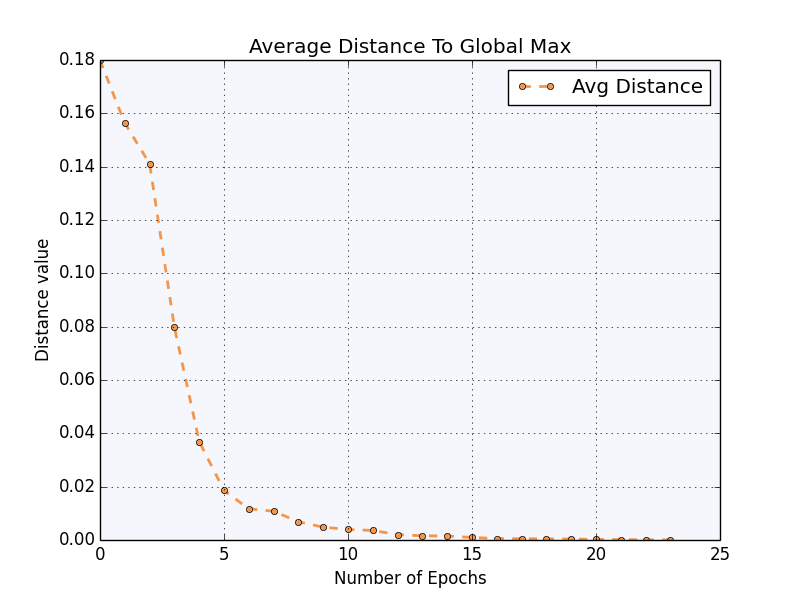 Average Distance To Global Max
Avg Distance
Distance value
0.18
0.16
0.14
0.12
0.10
0.08
0.06
0.04
0.02
0.00
0 5 10 15 20 25
Number of Epochs